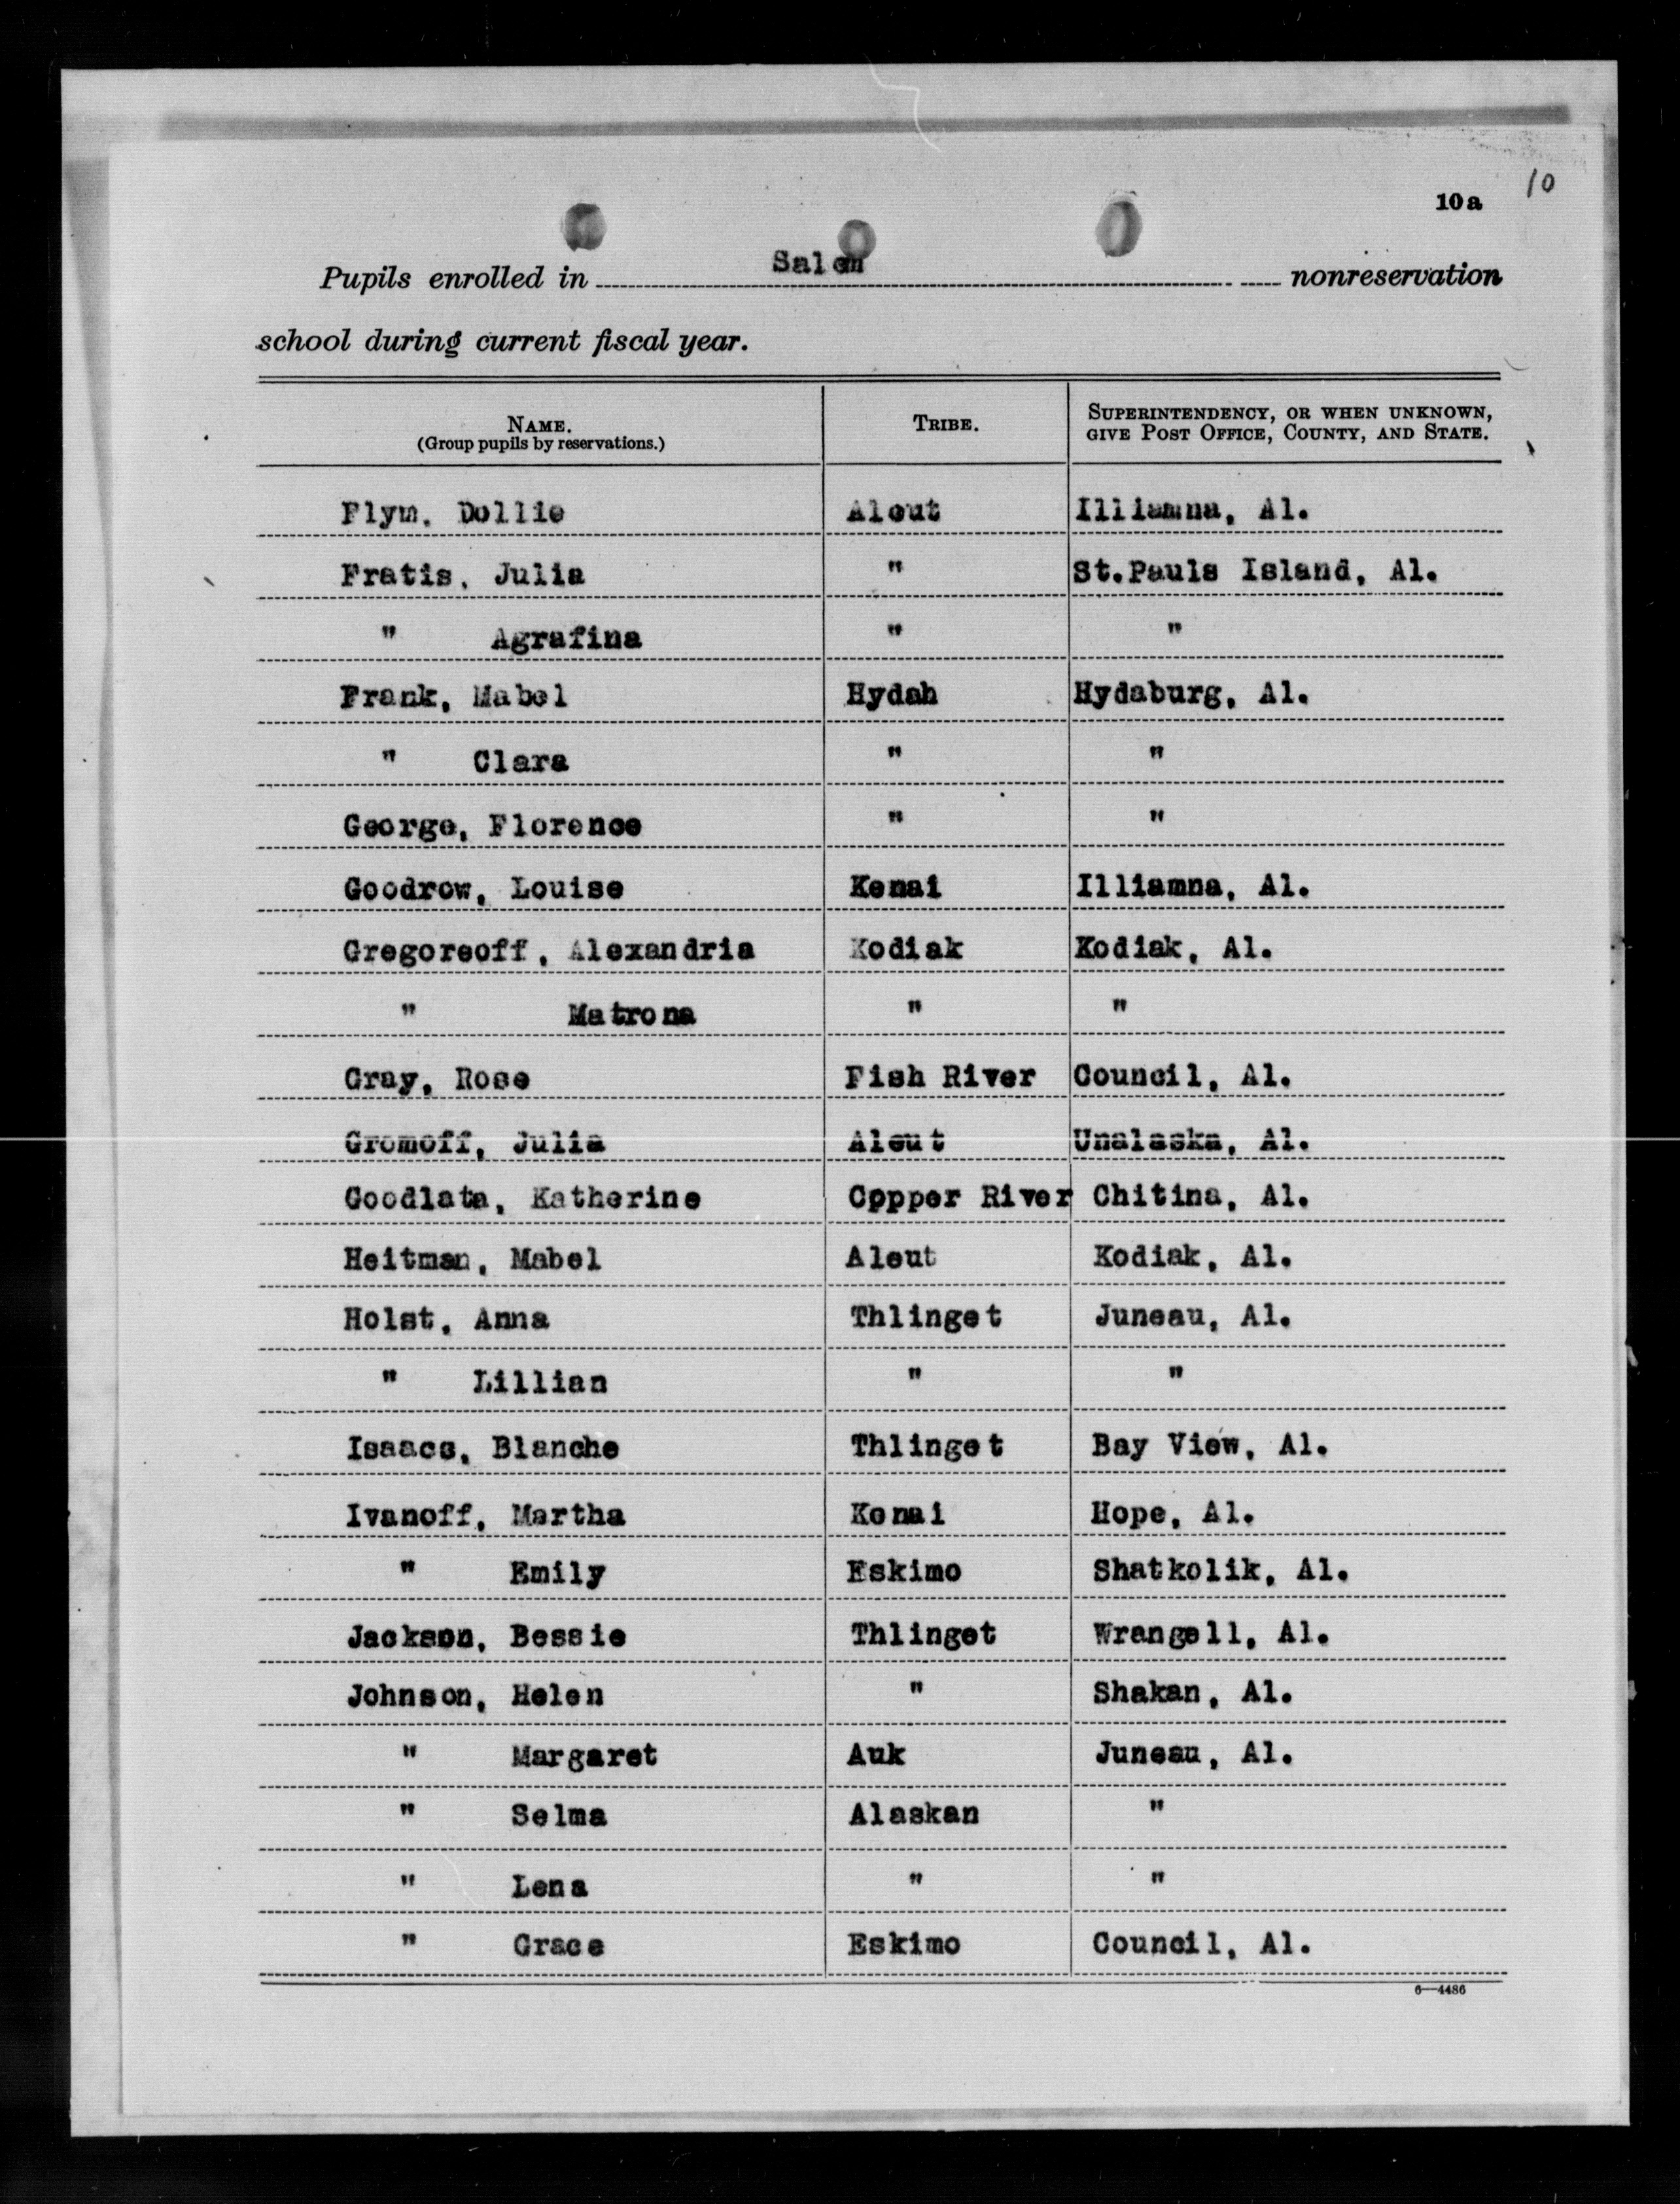 10
10a
Pupils enrolled in Salem nonreservation
school during current fiscal year.
NAME. (Group pupils by reservations.) TRIBE. SUPERINTENDENCY, OR WHEN UNKNOWN, GIVE POST OFFICE, COUNTY, AND STATE.
Flym, Dollie Aleut Illiamna, Al.
Fratis, Julia " St.Pauls Island, Al.
" Agrafina " "
Frank, Mabel Hydah Hydaburg, Al.
" Clara " "
George, Florence " "
Goodrow, Louise Kenai Illiamna, Al.
Gregoreoff, Alexandria Kodiak Kodiak, Al.
" Matrona " "
Gray, Rose Fish River Council, Al.
Gromoff, Julia Aleut Unalaska, Al.
Goodlata, Katherine Copper River Chitina, Al.
Heitman, Mabel Aleut Kodiak, Al.
Holst, Anna Thlinget Juneau, Al.
" Lillian " "
Isaacs, Blanche Thlinget Bay View, Al.
Ivanoff, Martha Kenai Hope, Al.
" Emily Eskimo Shatkolik, Al.
Jackson, Bessie Thlinget Wrangell, Al.
Johnson, Helen " Shakan, Al.
" Margaret Auk Juneau, Al.
" Selma Alaskan "
" Lena " "
" Grace Eskimo Council, Al.
6—4486